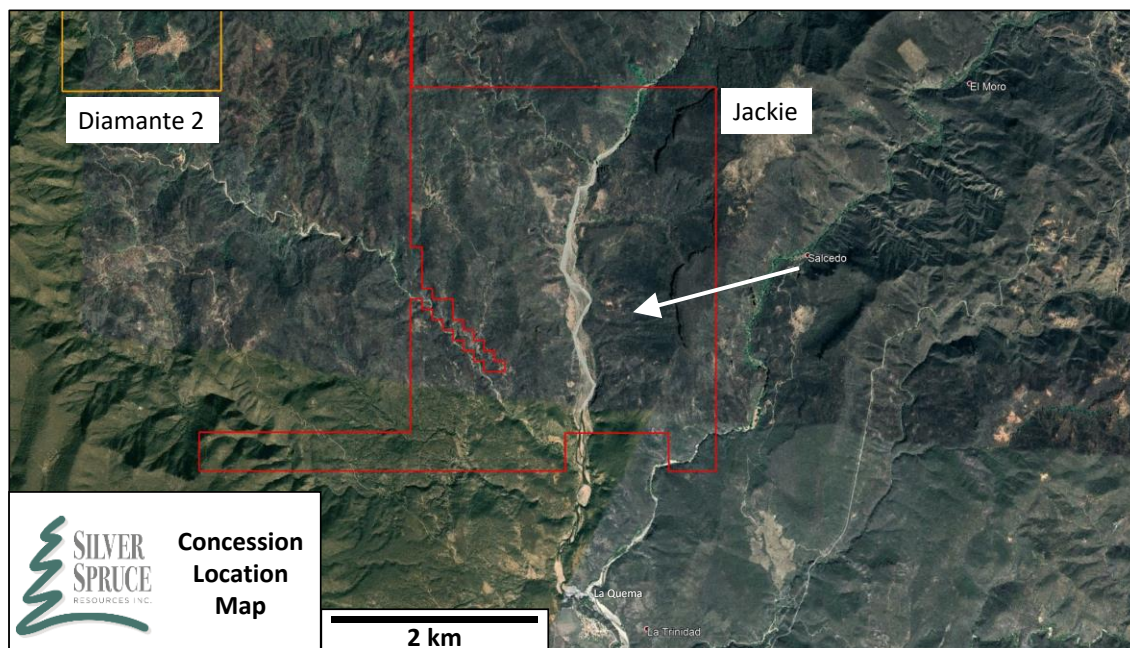 El Moro
Diamante 2
Jackie
Salcedo
SILVER
SPRUCE
RESOURCES INC.
Concession
Location
Map
La Quema
La Trinidad
2 km